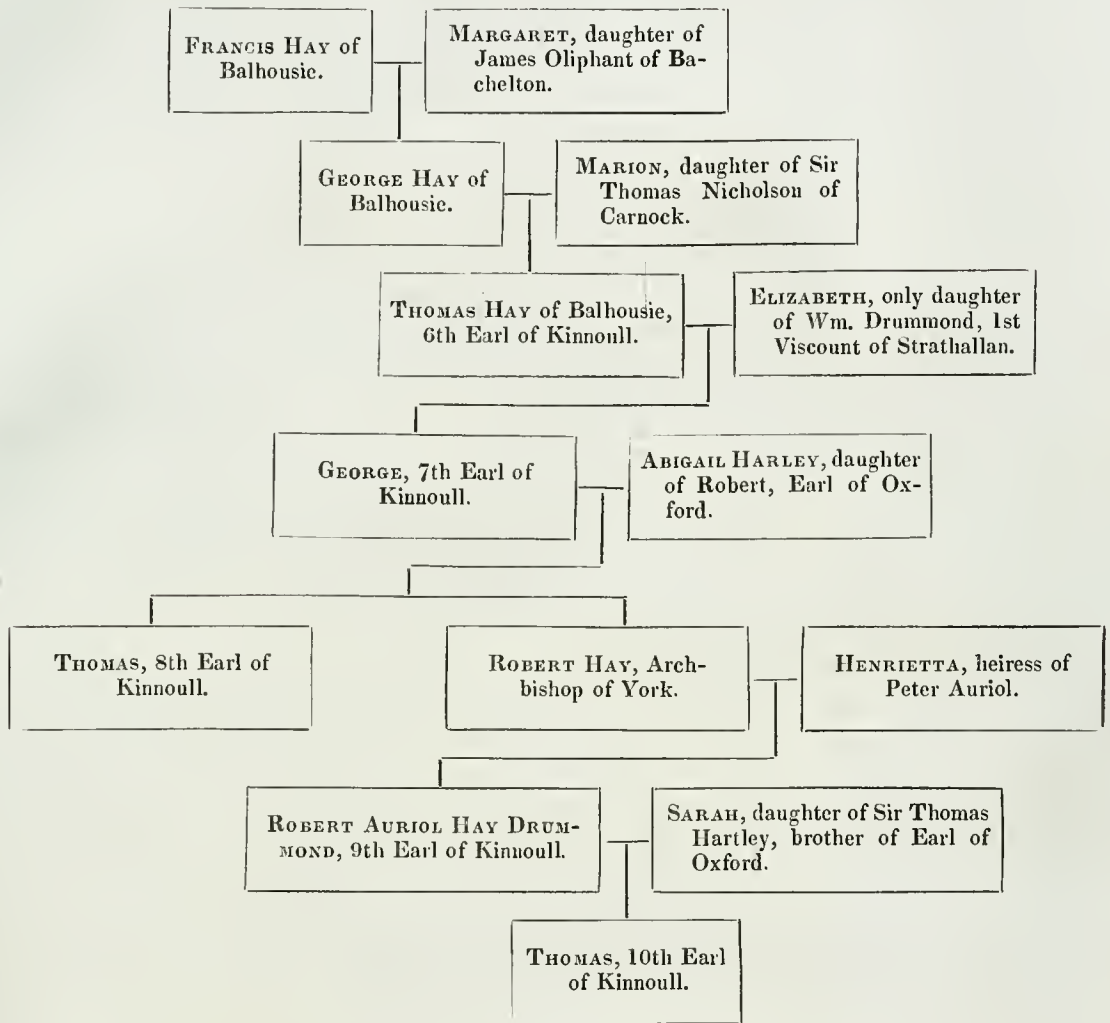 FRANCIS HAY of
Balhousic.
MARGARET, daughter of
James Oliphant of Ba-
chelton.
GEORGE HAY of
Balhousic.
MARION, daughter of Sir
Thomas Nicholson of
Carnock.
THOMAS HAY of Balhousie,
6th Earl of Kinnoull.
ELIZABETH, only daughter
of Wm. Drummond, 1st
Viscount of Strathallan.
GEORGE, 7th Earl of
Kinnoull.
ABIGAIL HARLEY, daughter
of Robert, Earl of Ox-
ford.
THOMAS, 8th Earl of
Kinnoull.
ROBERT HAY, Arch-
bishop of York.
HENRIETTA, heiress of
Peter Auriol.
ROBERT AURIOL HAY DRUM-
MOND, 9th Earl of Kinnoull.
SARAH, daughter of Sir Thomas
Hartley, brother of Earl of
Oxford.
THOMAS, 10th Earl
of Kinnoull.